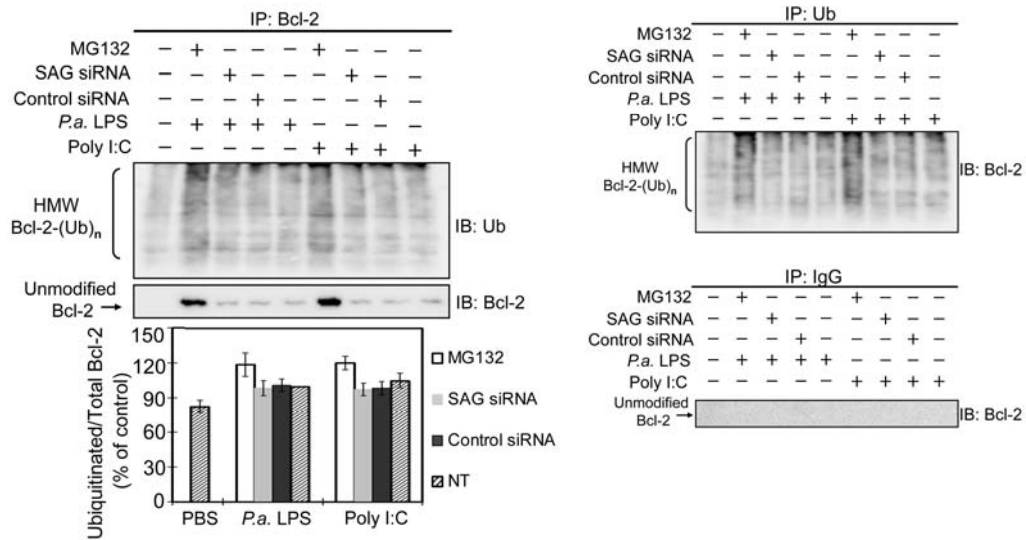 IP: Bcl-2
MG132 – + – – – + – – –
SAG siRNA – – + – – – + – –
Control siRNA – – – + – – – + –
P.a. LPS – + + + + – – – –
Poly I:C – – – – – + + + +
HMW
Bcl-2-(Ub)n
IB: Ub
Unmodified
Bcl-2
IB: Bcl-2
Ubiquitinated/Total Bcl-2
(% of control)
150
120
90
60
30
0
PBS P.a. LPS Poly I:C
MG132
SAG siRNA
Control siRNA
NT
IP: Ub
MG132 – + – – – + – – –
SAG siRNA – – + – – – + – –
Control siRNA – – – + – – – + –
P.a. LPS – + + + + – – – –
Poly I:C – – – – – + + + +
HMW
Bcl-2-(Ub)n
IB: Bcl-2
IP: IgG
MG132 – + – – – + – – –
SAG siRNA – – + – – – + – –
Control siRNA – – – + – – – + –
P.a. LPS – + + + + – – – –
Poly I:C – – – – – + + + +
Unmodified
Bcl-2
IB: Bcl-2